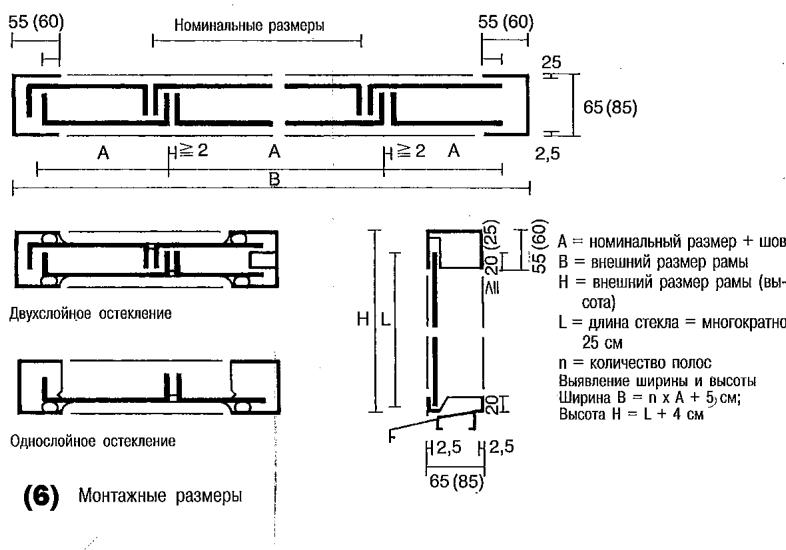 55 (60)
Номинальные размеры
55 (60)
25
65 (85)
2,5
A
≧ 2
A
≧ 2
A
B
Двухслойное остекление
Однослойное остекление
(6) Монтажные размеры
H
L
20 (25)
55 (60)
≧
20
2,5
2,5
65 (85)
A = номинальный размер + шов
B = внешний размер рамы
H = внешний размер рамы (вы-
сота)
L = длина стекла = многократно
25 см
n = количество полос
Выявление ширины и высоты
Ширина B = n x A + 5 см;
Высота H = L + 4 см